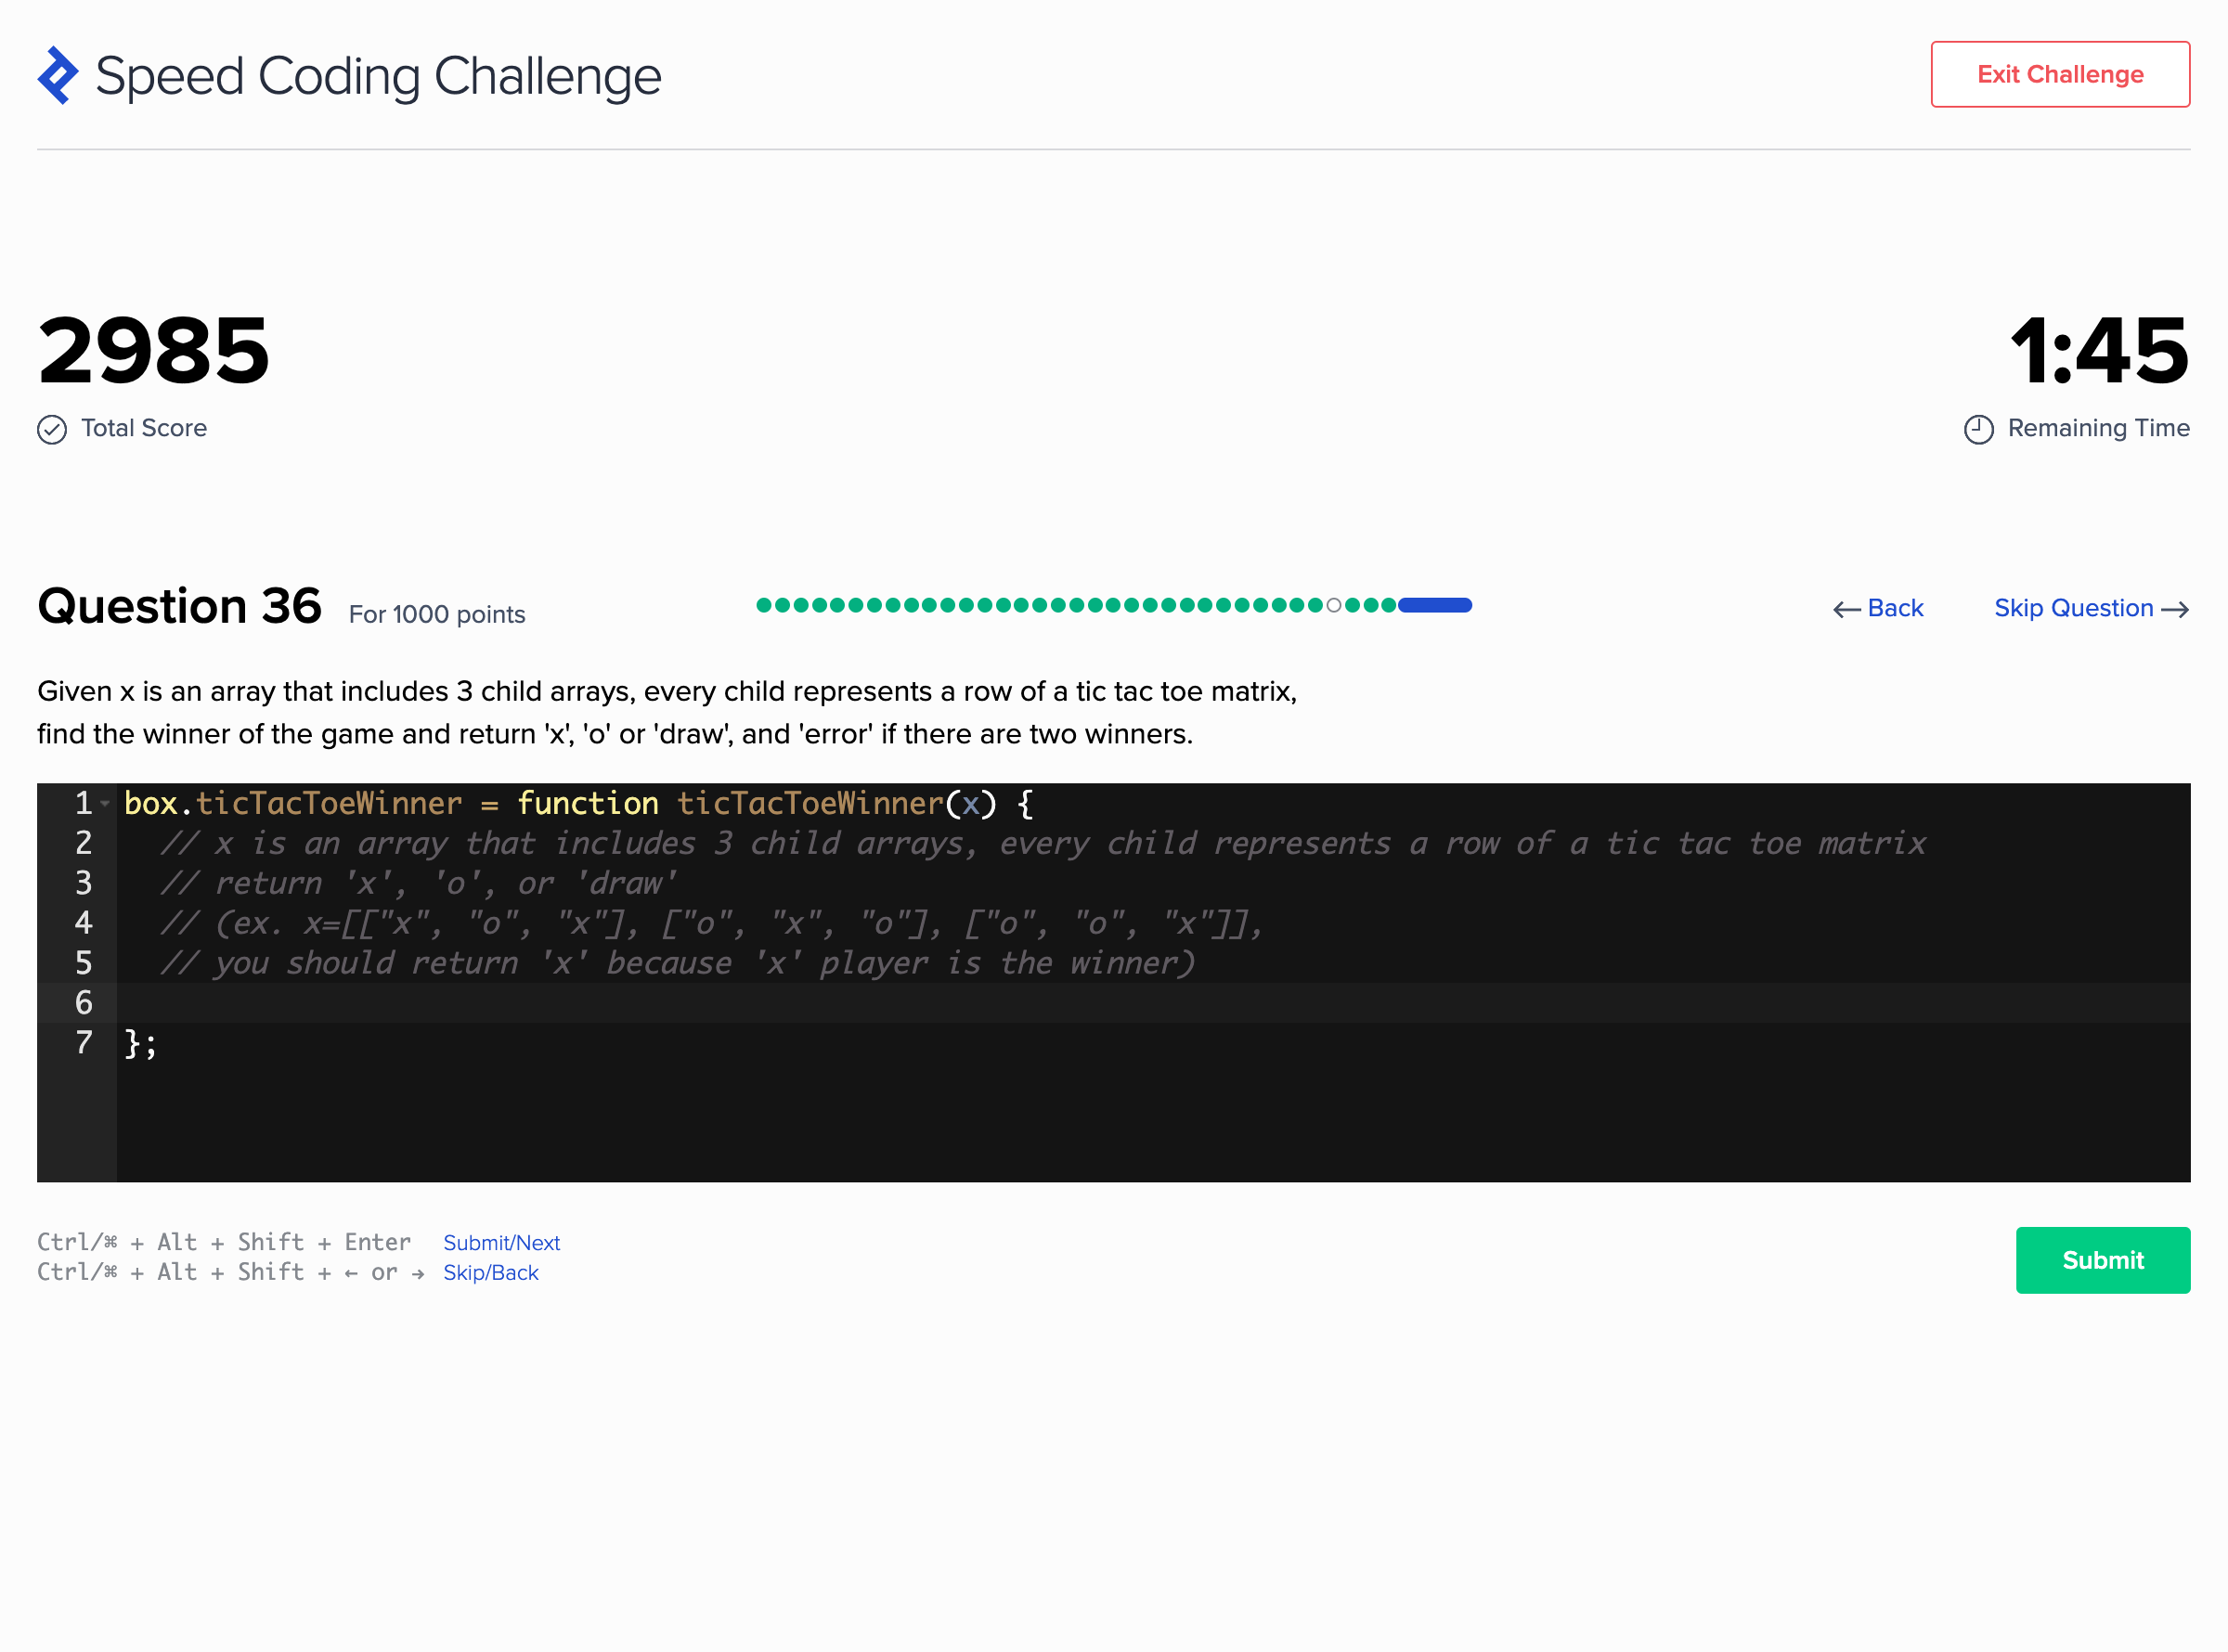 Speed Coding Challenge
Exit Challenge
2985
1:45
Total Score
Remaining Time
Question 36 For 1000 points
← Back Skip Question →
Given x is an array that includes 3 child arrays, every child represents a row of a tic tac toe matrix,
find the winner of the game and return 'x', 'o' or 'draw', and 'error' if there are two winners.
1 box.ticTacToeWinner = function ticTacToeWinner(x) {
2 // x is an array that includes 3 child arrays, every child represents a row of a tic tac toe matrix
3 // return 'x', 'o', or 'draw'
4 // (ex. x=[["x", "o", "x"], ["o", "x", "o"], ["o", "o", "x"]],
5 // you should return 'x' because 'x' player is the winner)
6
7 };
Ctrl/⌘ + Alt + Shift + Enter Submit/Next
Ctrl/⌘ + Alt + Shift + ← or → Skip/Back
Submit